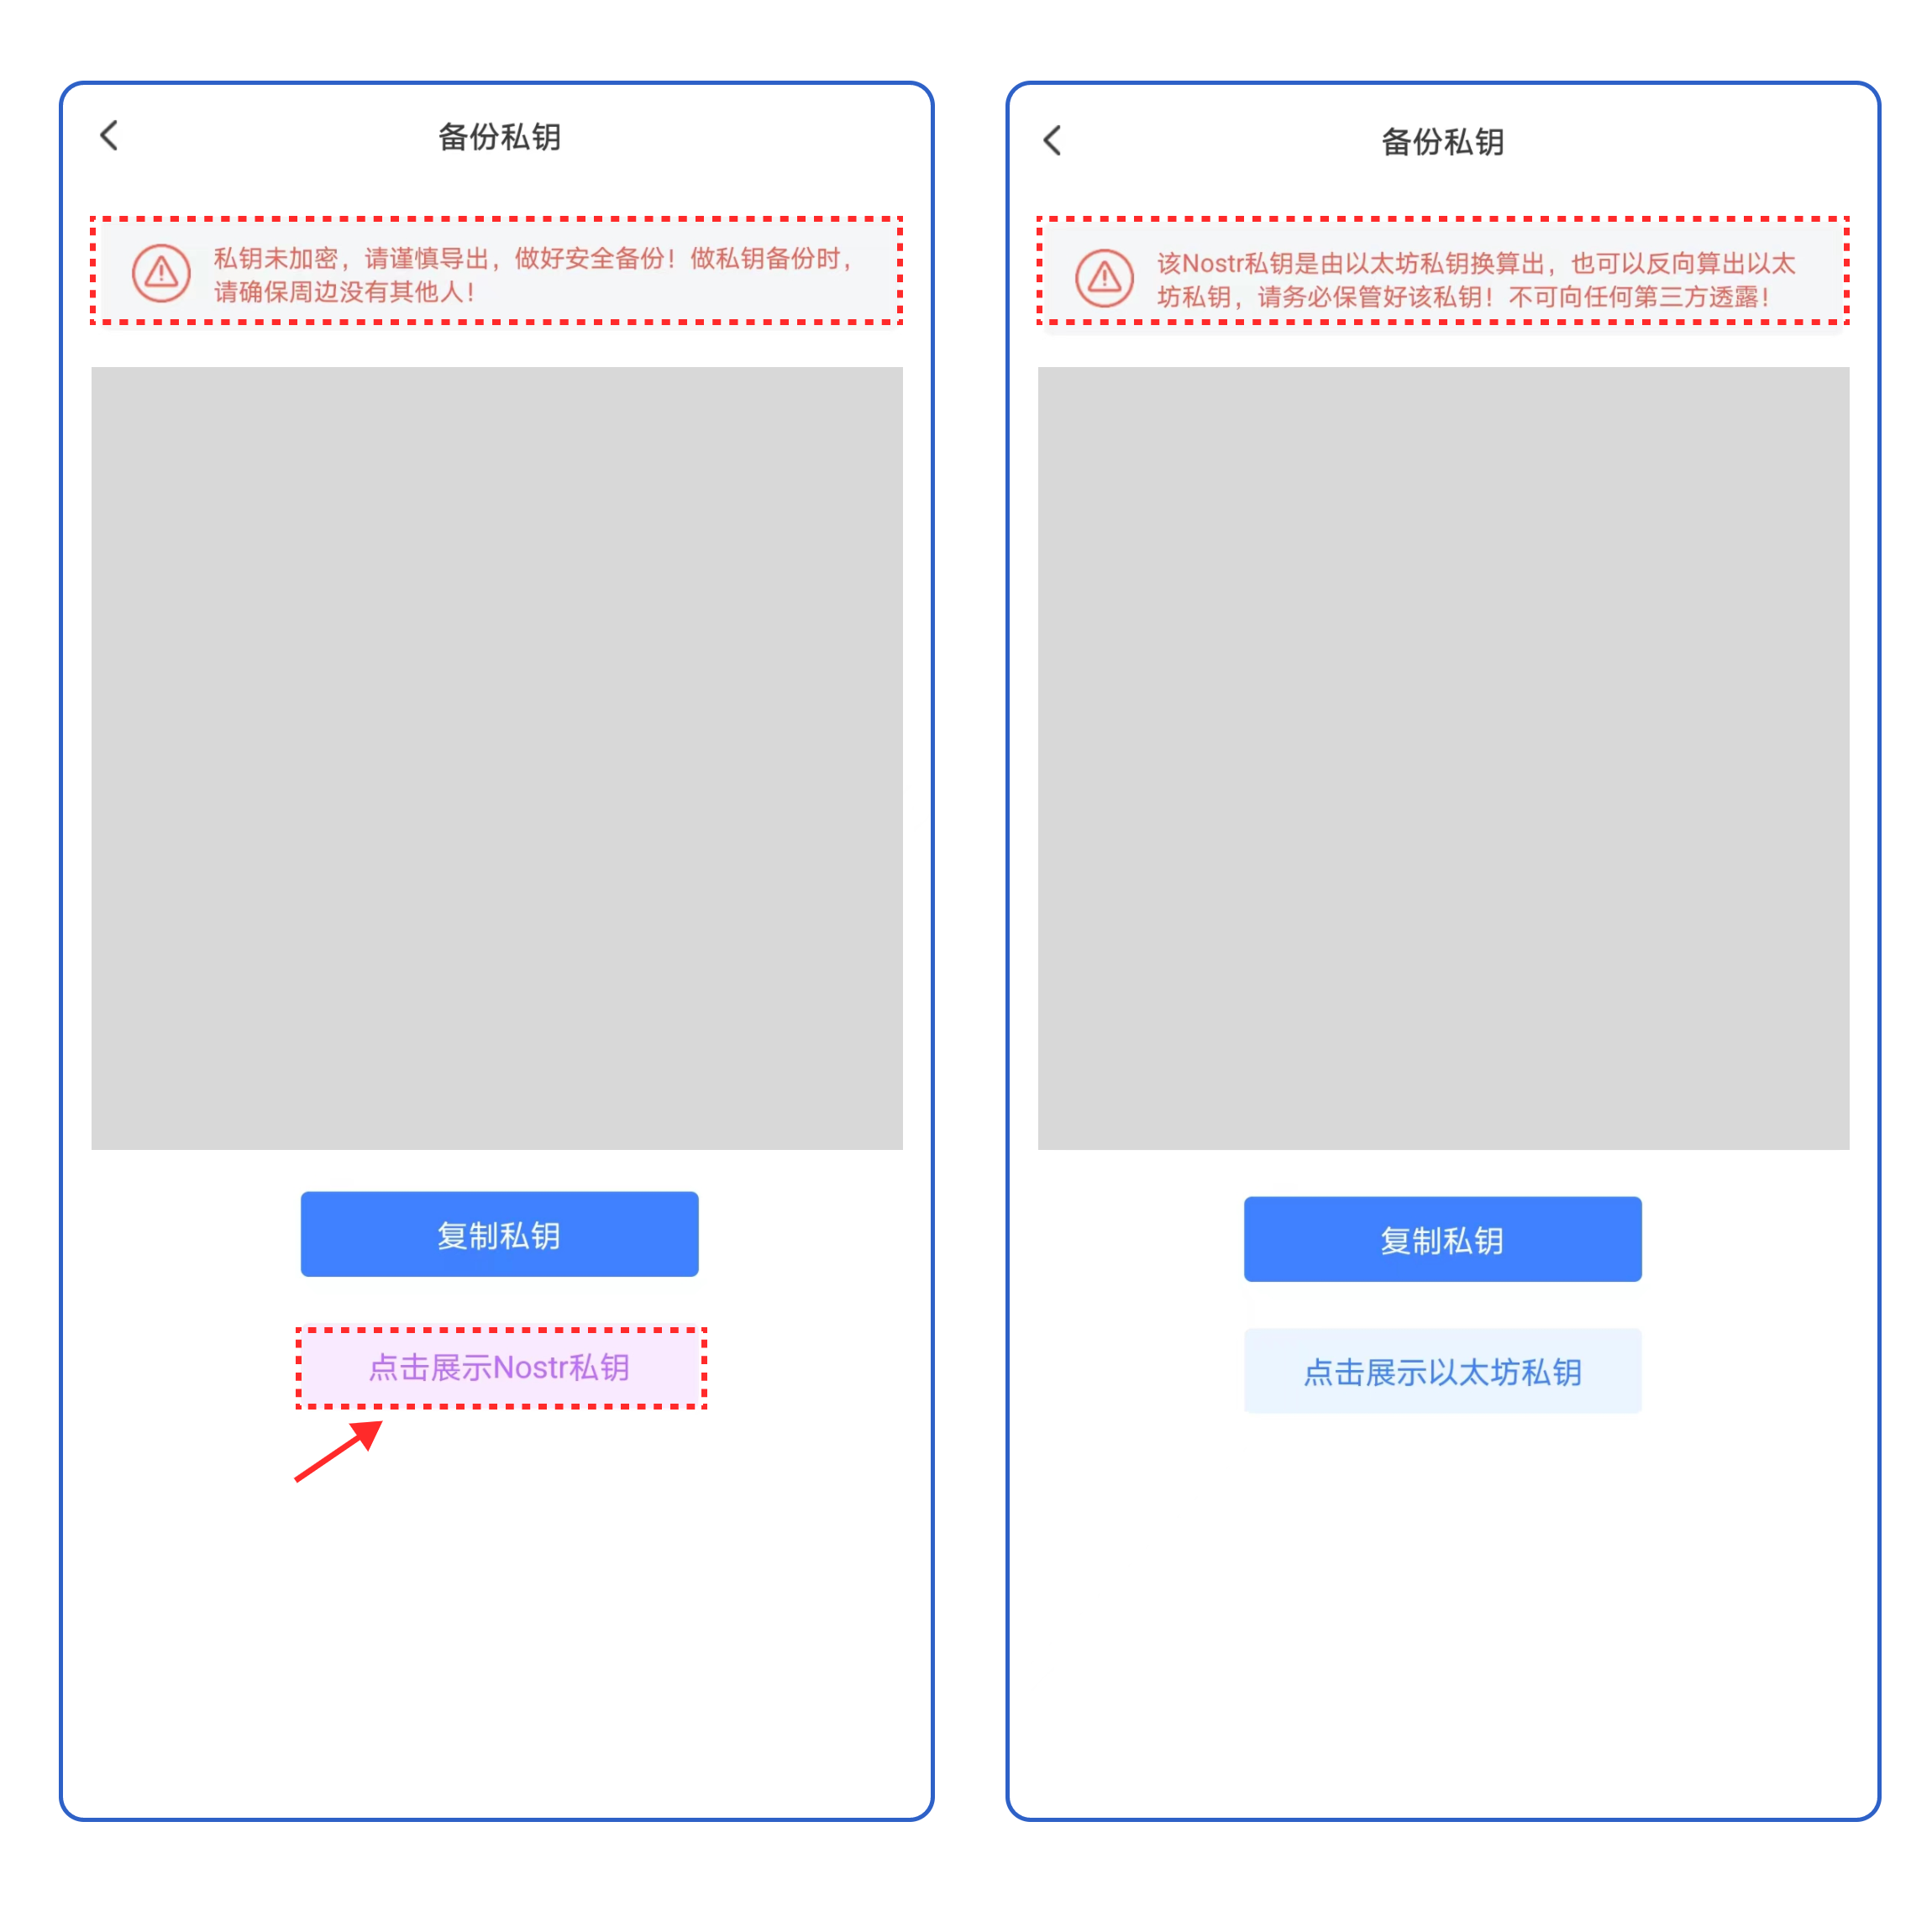 备份私钥
私钥未加密，请谨慎导出，做好安全备份！做私钥备份时，
请确保周边没有其他人！
复制私钥
点击展示Nostr私钥
备份私钥
该Nostr私钥是由以太坊私钥换算出，也可以反向算出以太
坊私钥，请务必保管好该私钥！不可向任何第三方透露！
复制私钥
点击展示以太坊私钥